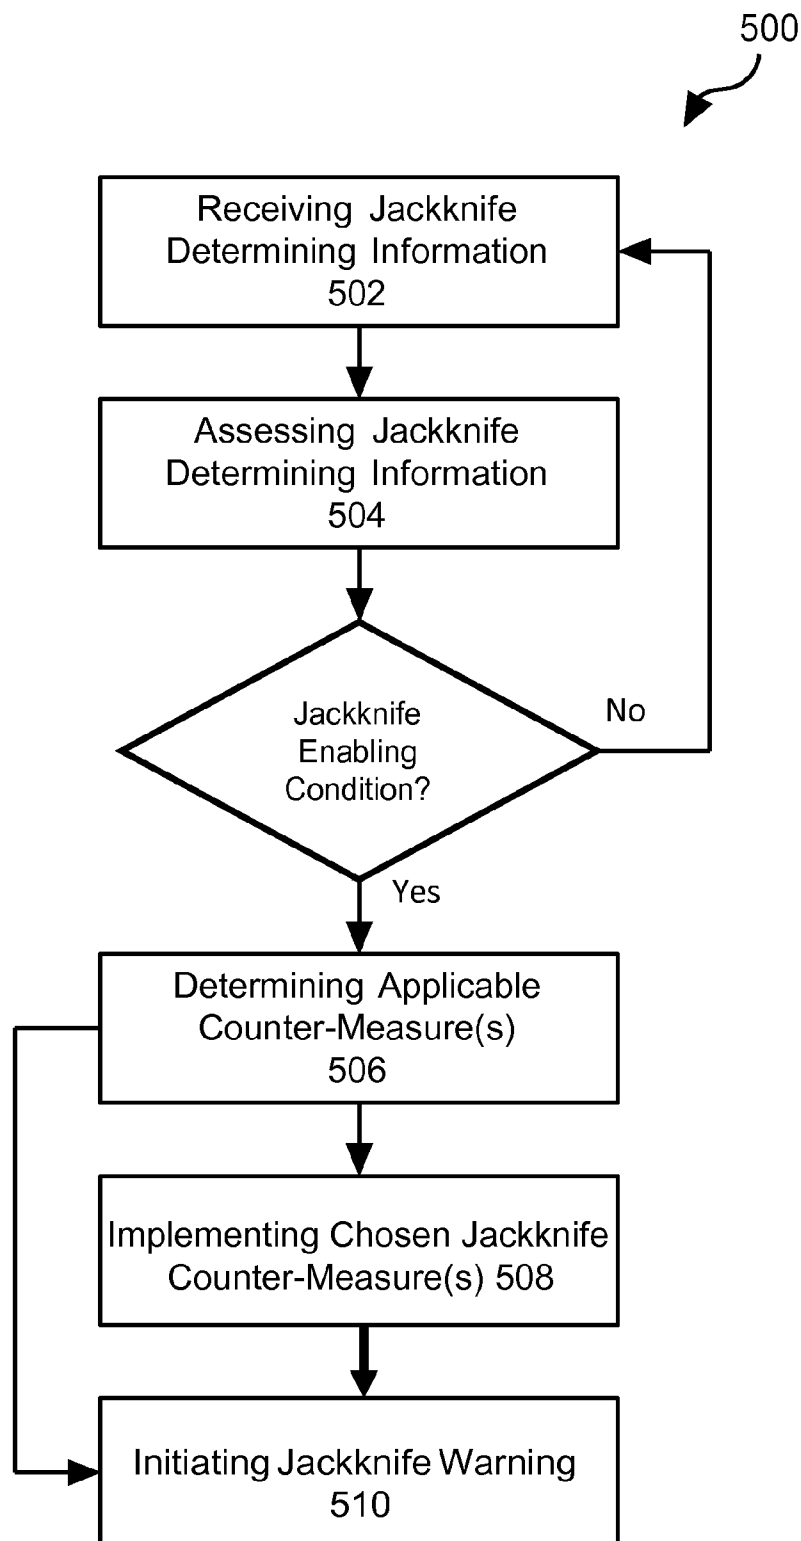 500
Receiving Jackknife
Determining Information
502
Assessing Jackknife
Determining Information
504
Jackknife
Enabling
Condition?
No
Yes
Determining Applicable
Counter-Measure(s)
506
Implementing Chosen Jackknife
Counter-Measure(s) 508
Initiating Jackknife Warning
510